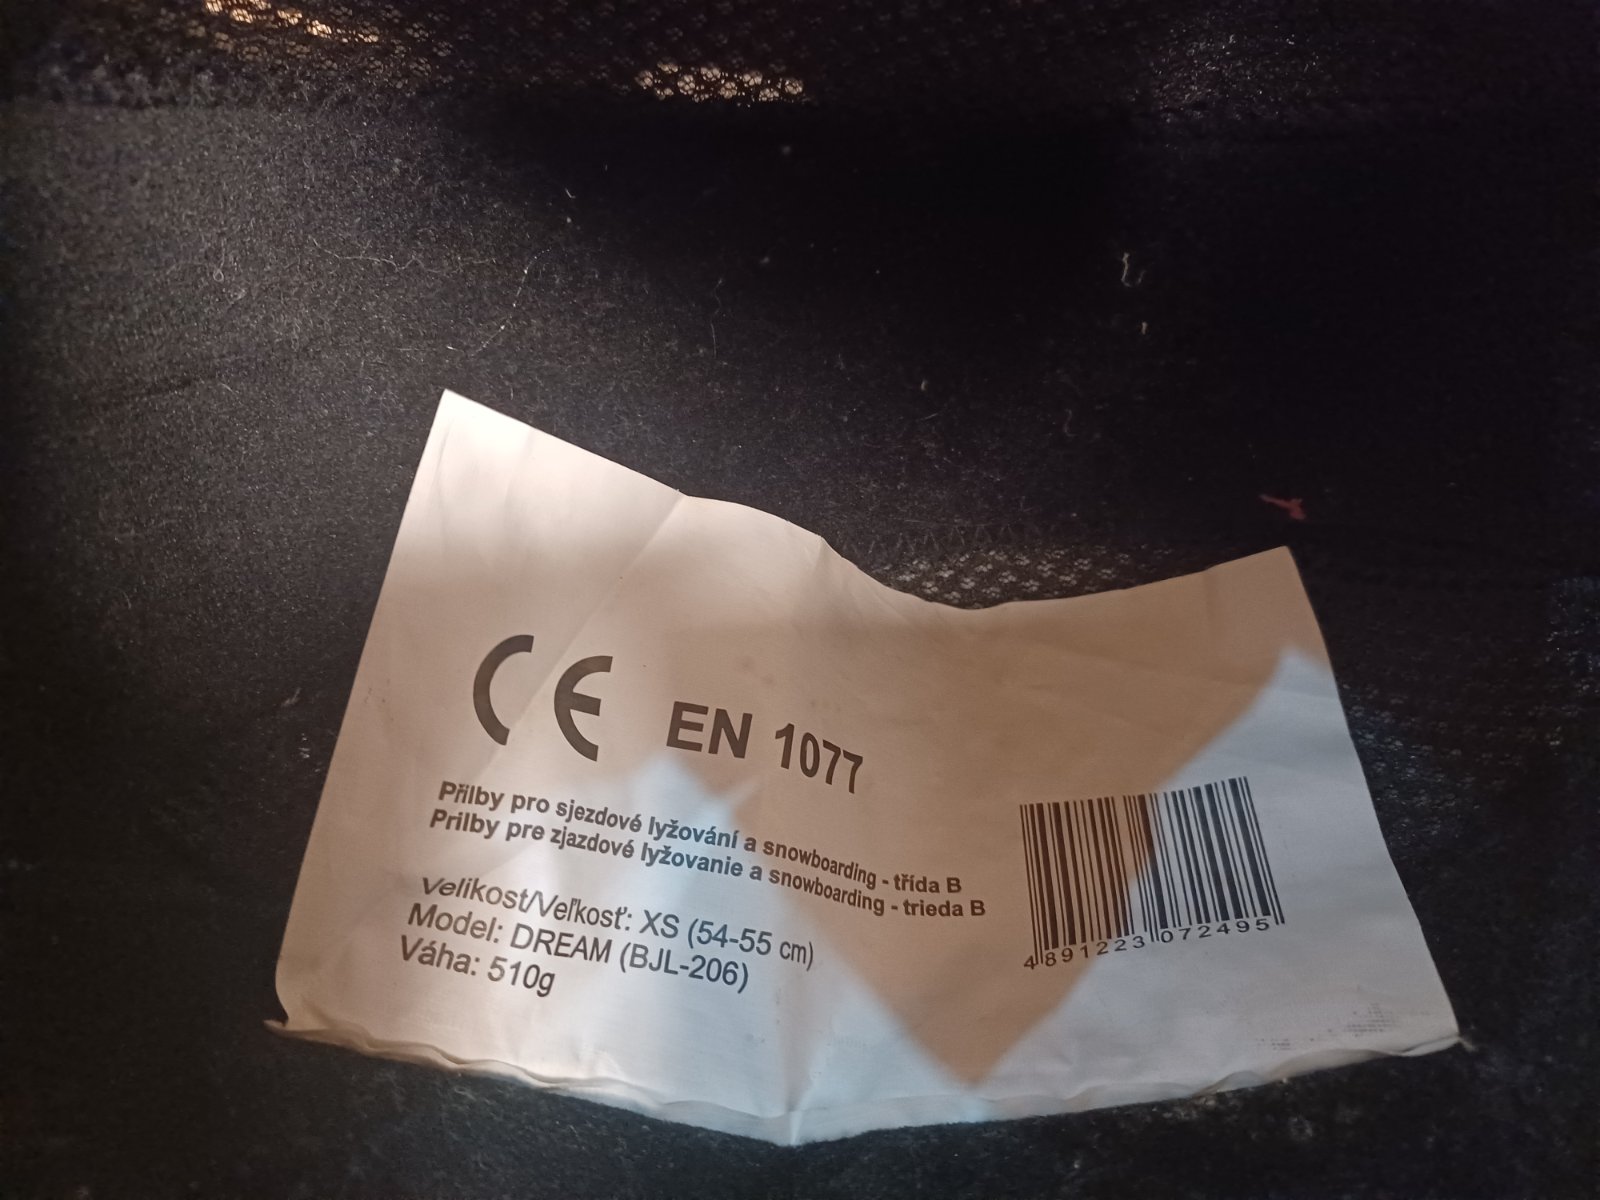 CE EN 1077
Přilby pro sjezdové lyžování a snowboarding - třída B
Prilby pre zjazdové lyžovanie a snowboarding - trieda B
Velikost/Veľkosť: XS (54-55 cm)
Model: DREAM (BJL-206)
Váha: 510g
4891223072495